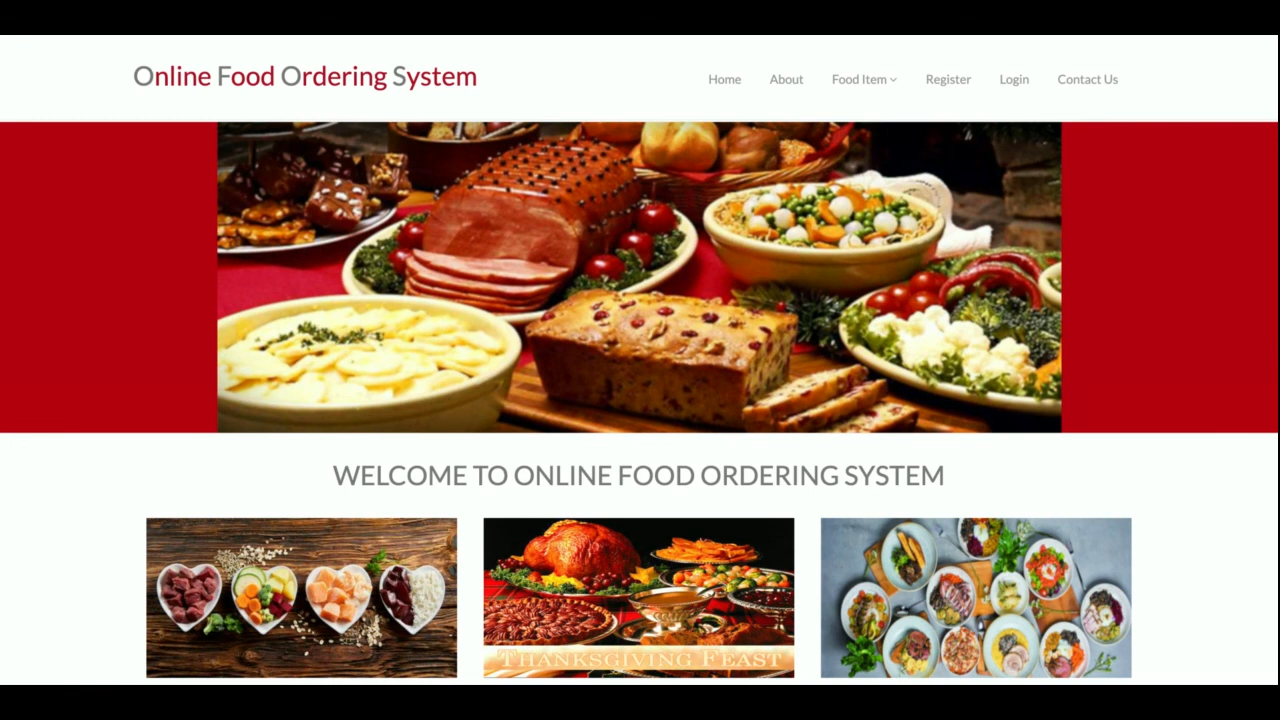 Online Food Ordering System
Home About Food Item Register Login Contact Us
WELCOME TO ONLINE FOOD ORDERING SYSTEM
THANKSGIVING FEAST